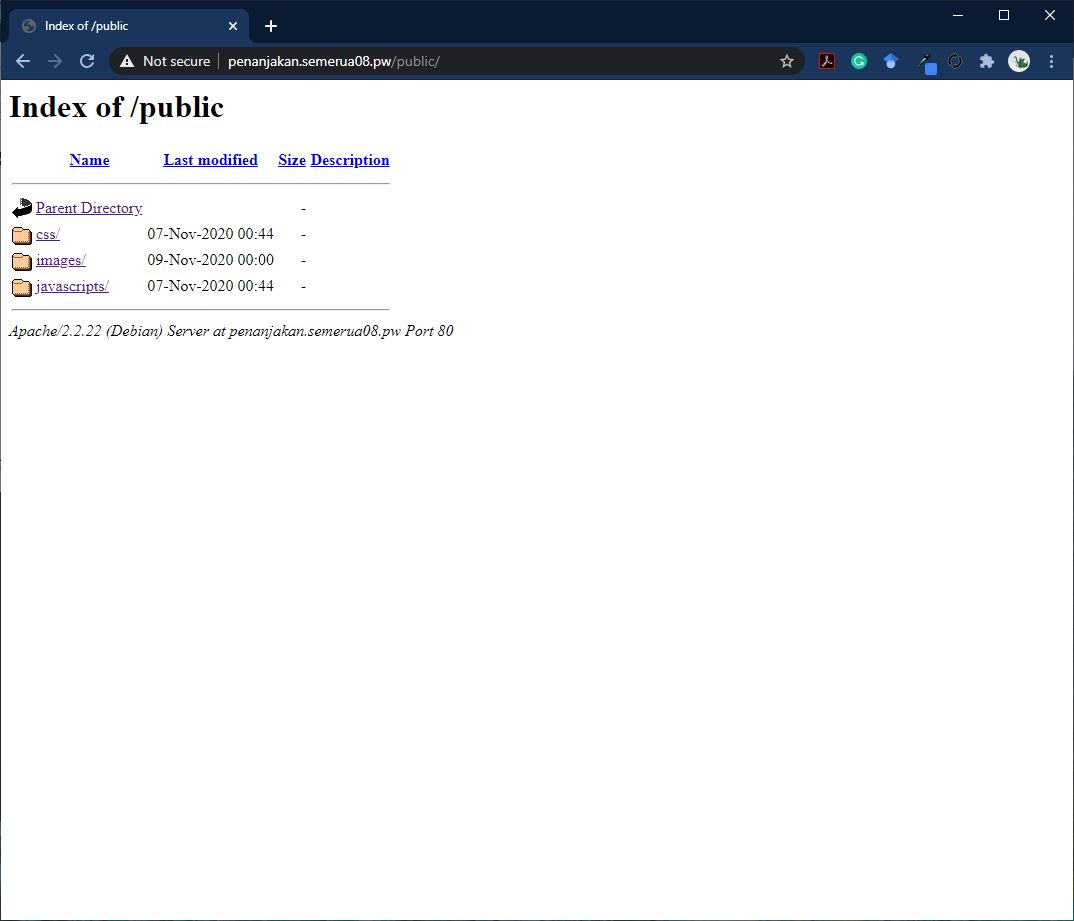 Index of /public
Not secure penanjakan.semerua08.pw/public/
Index of /public
Name Last modified Size Description
Parent Directory -
css/ 07-Nov-2020 00:44 -
images/ 09-Nov-2020 00:00 -
javascripts/ 07-Nov-2020 00:44 -
Apache/2.2.22 (Debian) Server at penanjakan.semerua08.pw Port 80